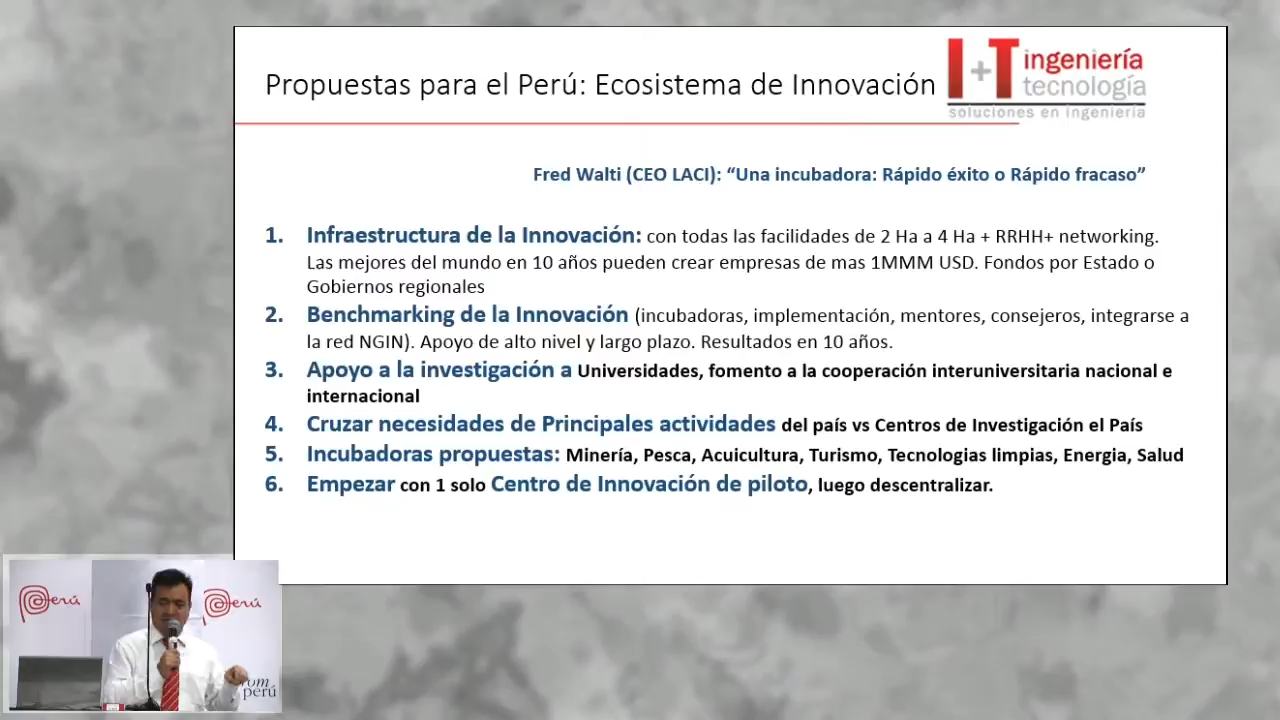 Propuestas para el Perú: Ecosistema de Innovación
I+T ingeniería
tecnología
soluciones en ingeniería
Fred Walti (CEO LACI): “Una incubadora: Rápido éxito o Rápido fracaso”
1. Infraestructura de la Innovación: con todas las facilidades de 2 Ha a 4 Ha + RRHH+ networking.
Las mejores del mundo en 10 años pueden crear empresas de mas 1MMM USD. Fondos por Estado o
Gobiernos regionales
2. Benchmarking de la Innovación (incubadoras, implementación, mentores, consejeros, integrarse a
la red NGIN). Apoyo de alto nivel y largo plazo. Resultados en 10 años.
3. Apoyo a la investigación a Universidades, fomento a la cooperación interuniversitaria nacional e
internacional
4. Cruzar necesidades de Principales actividades del país vs Centros de Investigación el País
5. Incubadoras propuestas: Minería, Pesca, Acuicultura, Turismo, Tecnologias limpias, Energia, Salud
6. Empezar con 1 solo Centro de Innovación de piloto, luego descentralizar.
Perú
Perú
perú